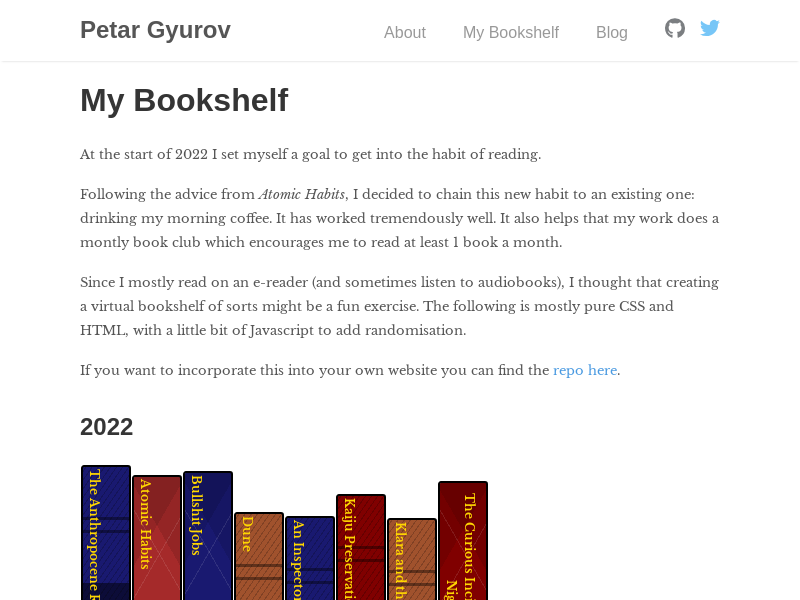 Petar Gyurov
About
My Bookshelf
Blog
My Bookshelf
At the start of 2022 I set myself a goal to get into the habit of reading.
Following the advice from Atomic Habits, I decided to chain this new habit to an existing one:
drinking my morning coffee. It has worked tremendously well. It also helps that my work does a
montly book club which encourages me to read at least 1 book a month.
Since I mostly read on an e-reader (and sometimes listen to audiobooks), I thought that creating
a virtual bookshelf of sorts might be a fun exercise. The following is mostly pure CSS and
HTML, with a little bit of Javascript to add randomisation.
If you want to incorporate this into your own website you can find the repo here.
2022
The Anthropocene
Atomic Habits
Bullshit Jobs
Dune
An Inspector
Kaiju Preservati
Klara and th
The Curious Inci
Nig